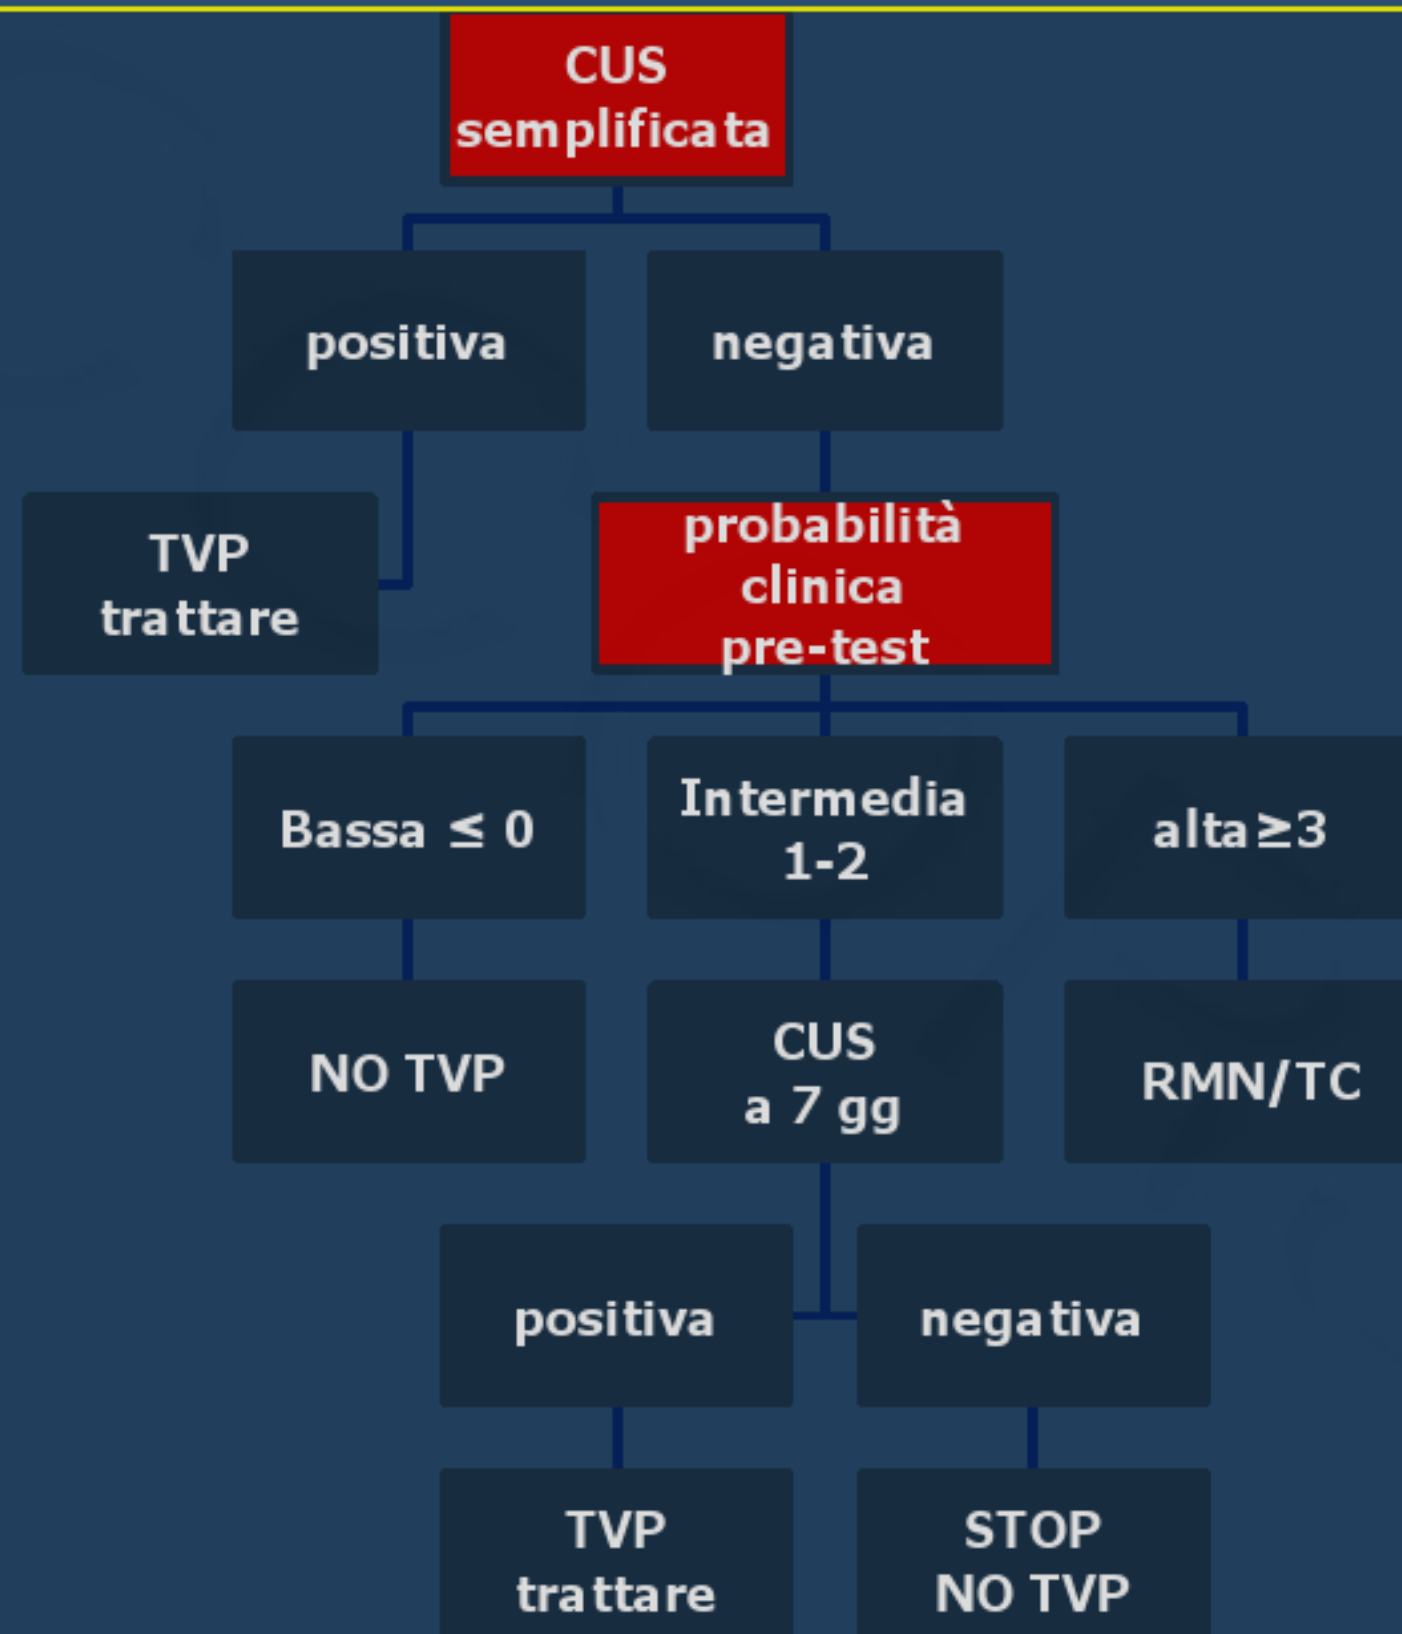 CUS
semplificata
positiva
negativa
TVP
trattare
probabilità
clinica
pre-test
Bassa ≤ 0
Intermedia
1-2
alta≥3
NO TVP
CUS
a 7 gg
RMN/TC
positiva
negativa
TVP
trattare
STOP
NO TVP